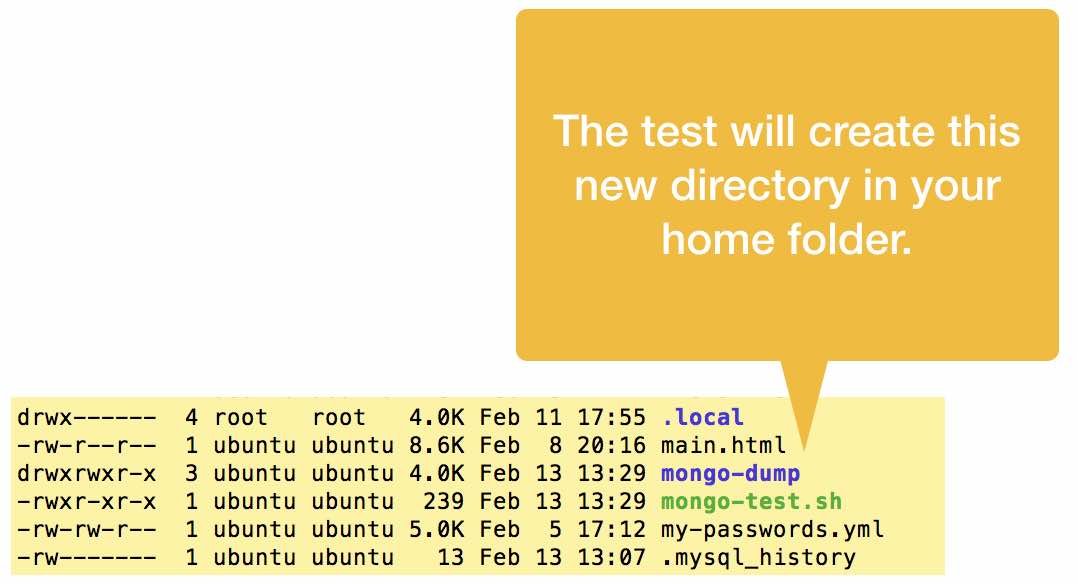 The test will create this
new directory in your
home folder.
drwx------  4 root   root   4.0K Feb 11 17:55 .local
-rw-r--r--  1 ubuntu ubuntu 8.6K Feb  8 20:16 main.html
drwxrwxr-x  3 ubuntu ubuntu 4.0K Feb 13 13:29 mongo-dump
-rwxr-xr-x  1 ubuntu ubuntu  239 Feb 13 13:29 mongo-test.sh
-rw-rw-r--  1 ubuntu ubuntu 5.0K Feb  5 17:12 my-passwords.yml
-rw-------  1 ubuntu ubuntu   13 Feb 13 13:07 .mysql_history